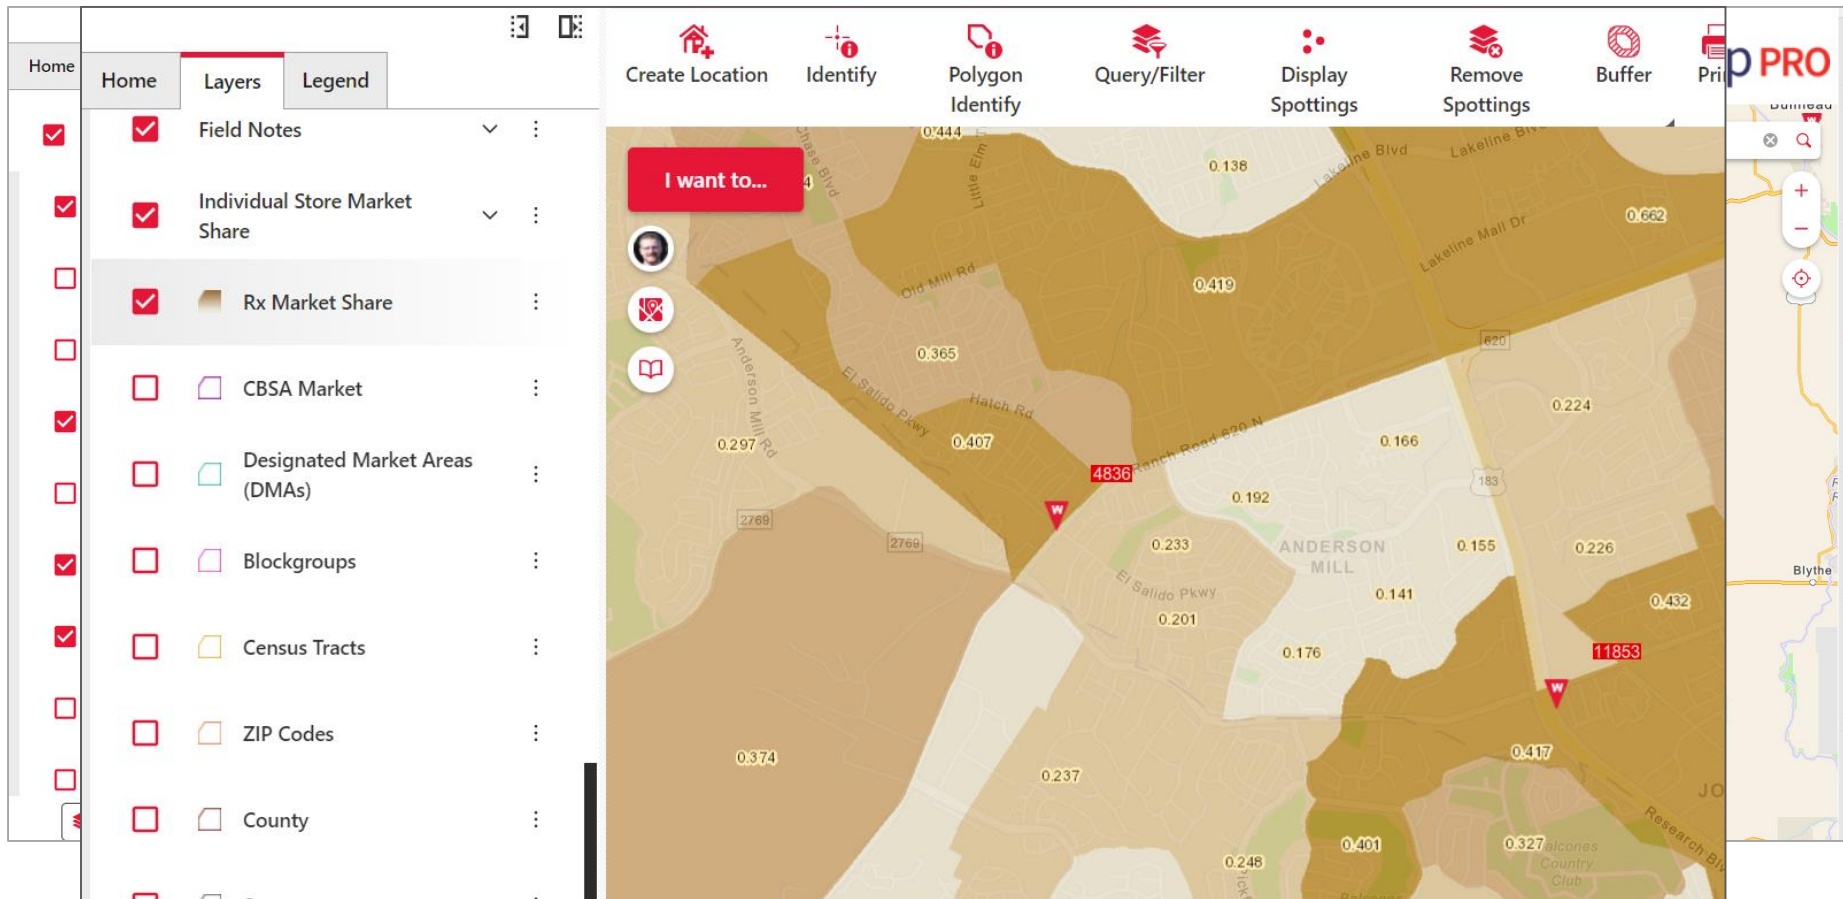 Home
Home
Layers
Legend
Field Notes
Individual Store Market
Share
Rx Market Share
CBSA Market
Designated Market Areas
(DMAs)
Blockgroups
Census Tracts
ZIP Codes
County
Create Location
Identify
Polygon
Identify
Query/Filter
Display
Spottings
Remove
Spottings
Buffer
Prin
p PRO
I want to...
0.444
Little Elm
Chase Blvd
4
0.138
Lakeline Blvd
Lakeline Blv
0.662
Lakeline Mall Dr
0.419
Old Mill Rd
0.365
620
Anderson Mill Rd
El Salido Pkwy
Hatch Rd
0.224
0.297
0.407
Ranch Road 620 N
0.166
4836
183
0.192
W
2769
2769
0.233
ANDERSON
MILL
0.155
0.226
El Salido Pkwy
0.141
0.432
0.201
0.176
11853
W
0.374
0.237
0.417
JO
Research Blv
0.248
0.401
0.327
alcones
Country
Club
Blythe